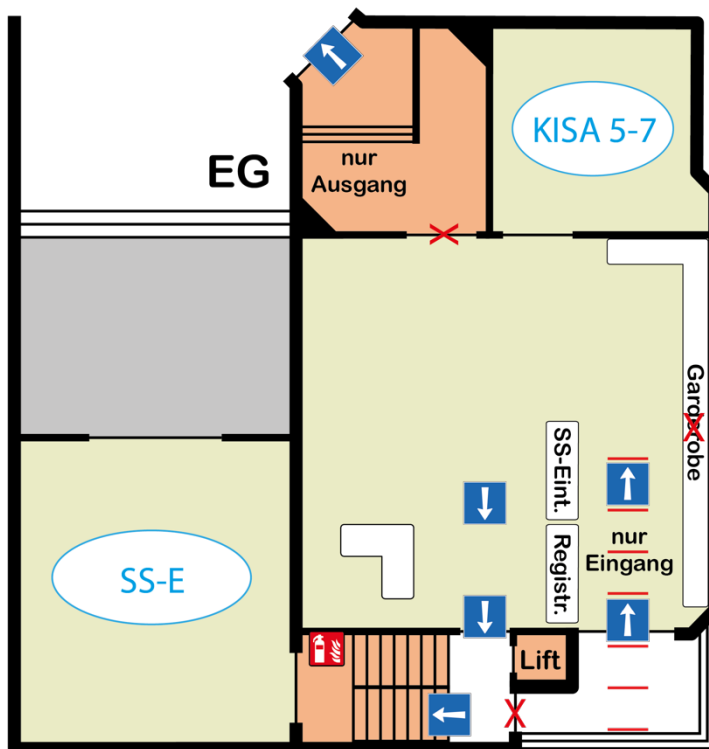 KISA 5-7
nur
Ausgang
EG
Garderobe
SS-Eint.
nur
Eingang
Registr.
SS-E
Lift